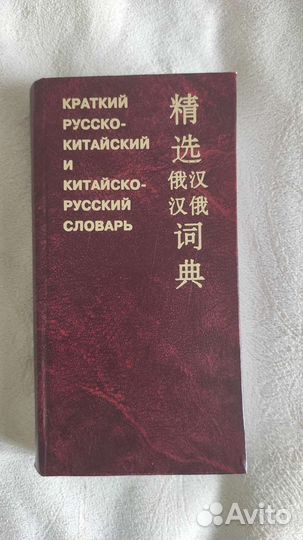 КРАТКИЙ
РУССКО-
КИТАЙСКИЙ
И
КИТАЙСКО-
РУССКИЙ
СЛОВАРЬ
精
选
俄汉
汉俄
词
典
Avito